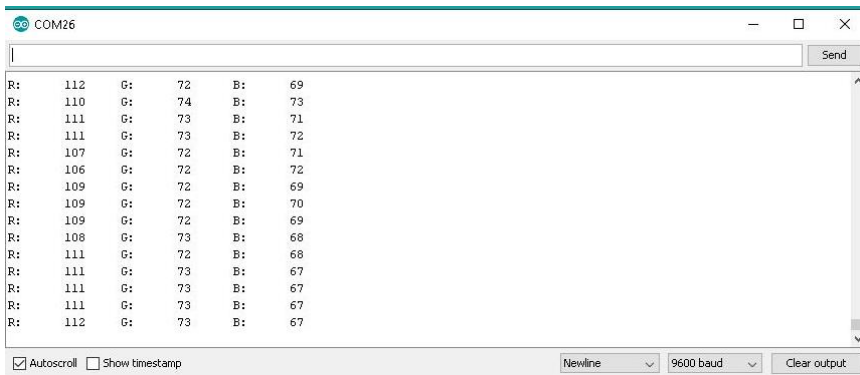 COM26
Send
R: 112 G: 72 B: 69
R: 110 G: 74 B: 73
R: 111 G: 73 B: 71
R: 111 G: 73 B: 72
R: 107 G: 72 B: 71
R: 106 G: 72 B: 72
R: 109 G: 72 B: 69
R: 109 G: 72 B: 70
R: 109 G: 72 B: 69
R: 108 G: 73 B: 68
R: 111 G: 72 B: 68
R: 111 G: 73 B: 67
R: 111 G: 73 B: 67
R: 111 G: 73 B: 67
R: 112 G: 73 B: 67
Autoscroll Show timestamp Newline 9600 baud Clear output